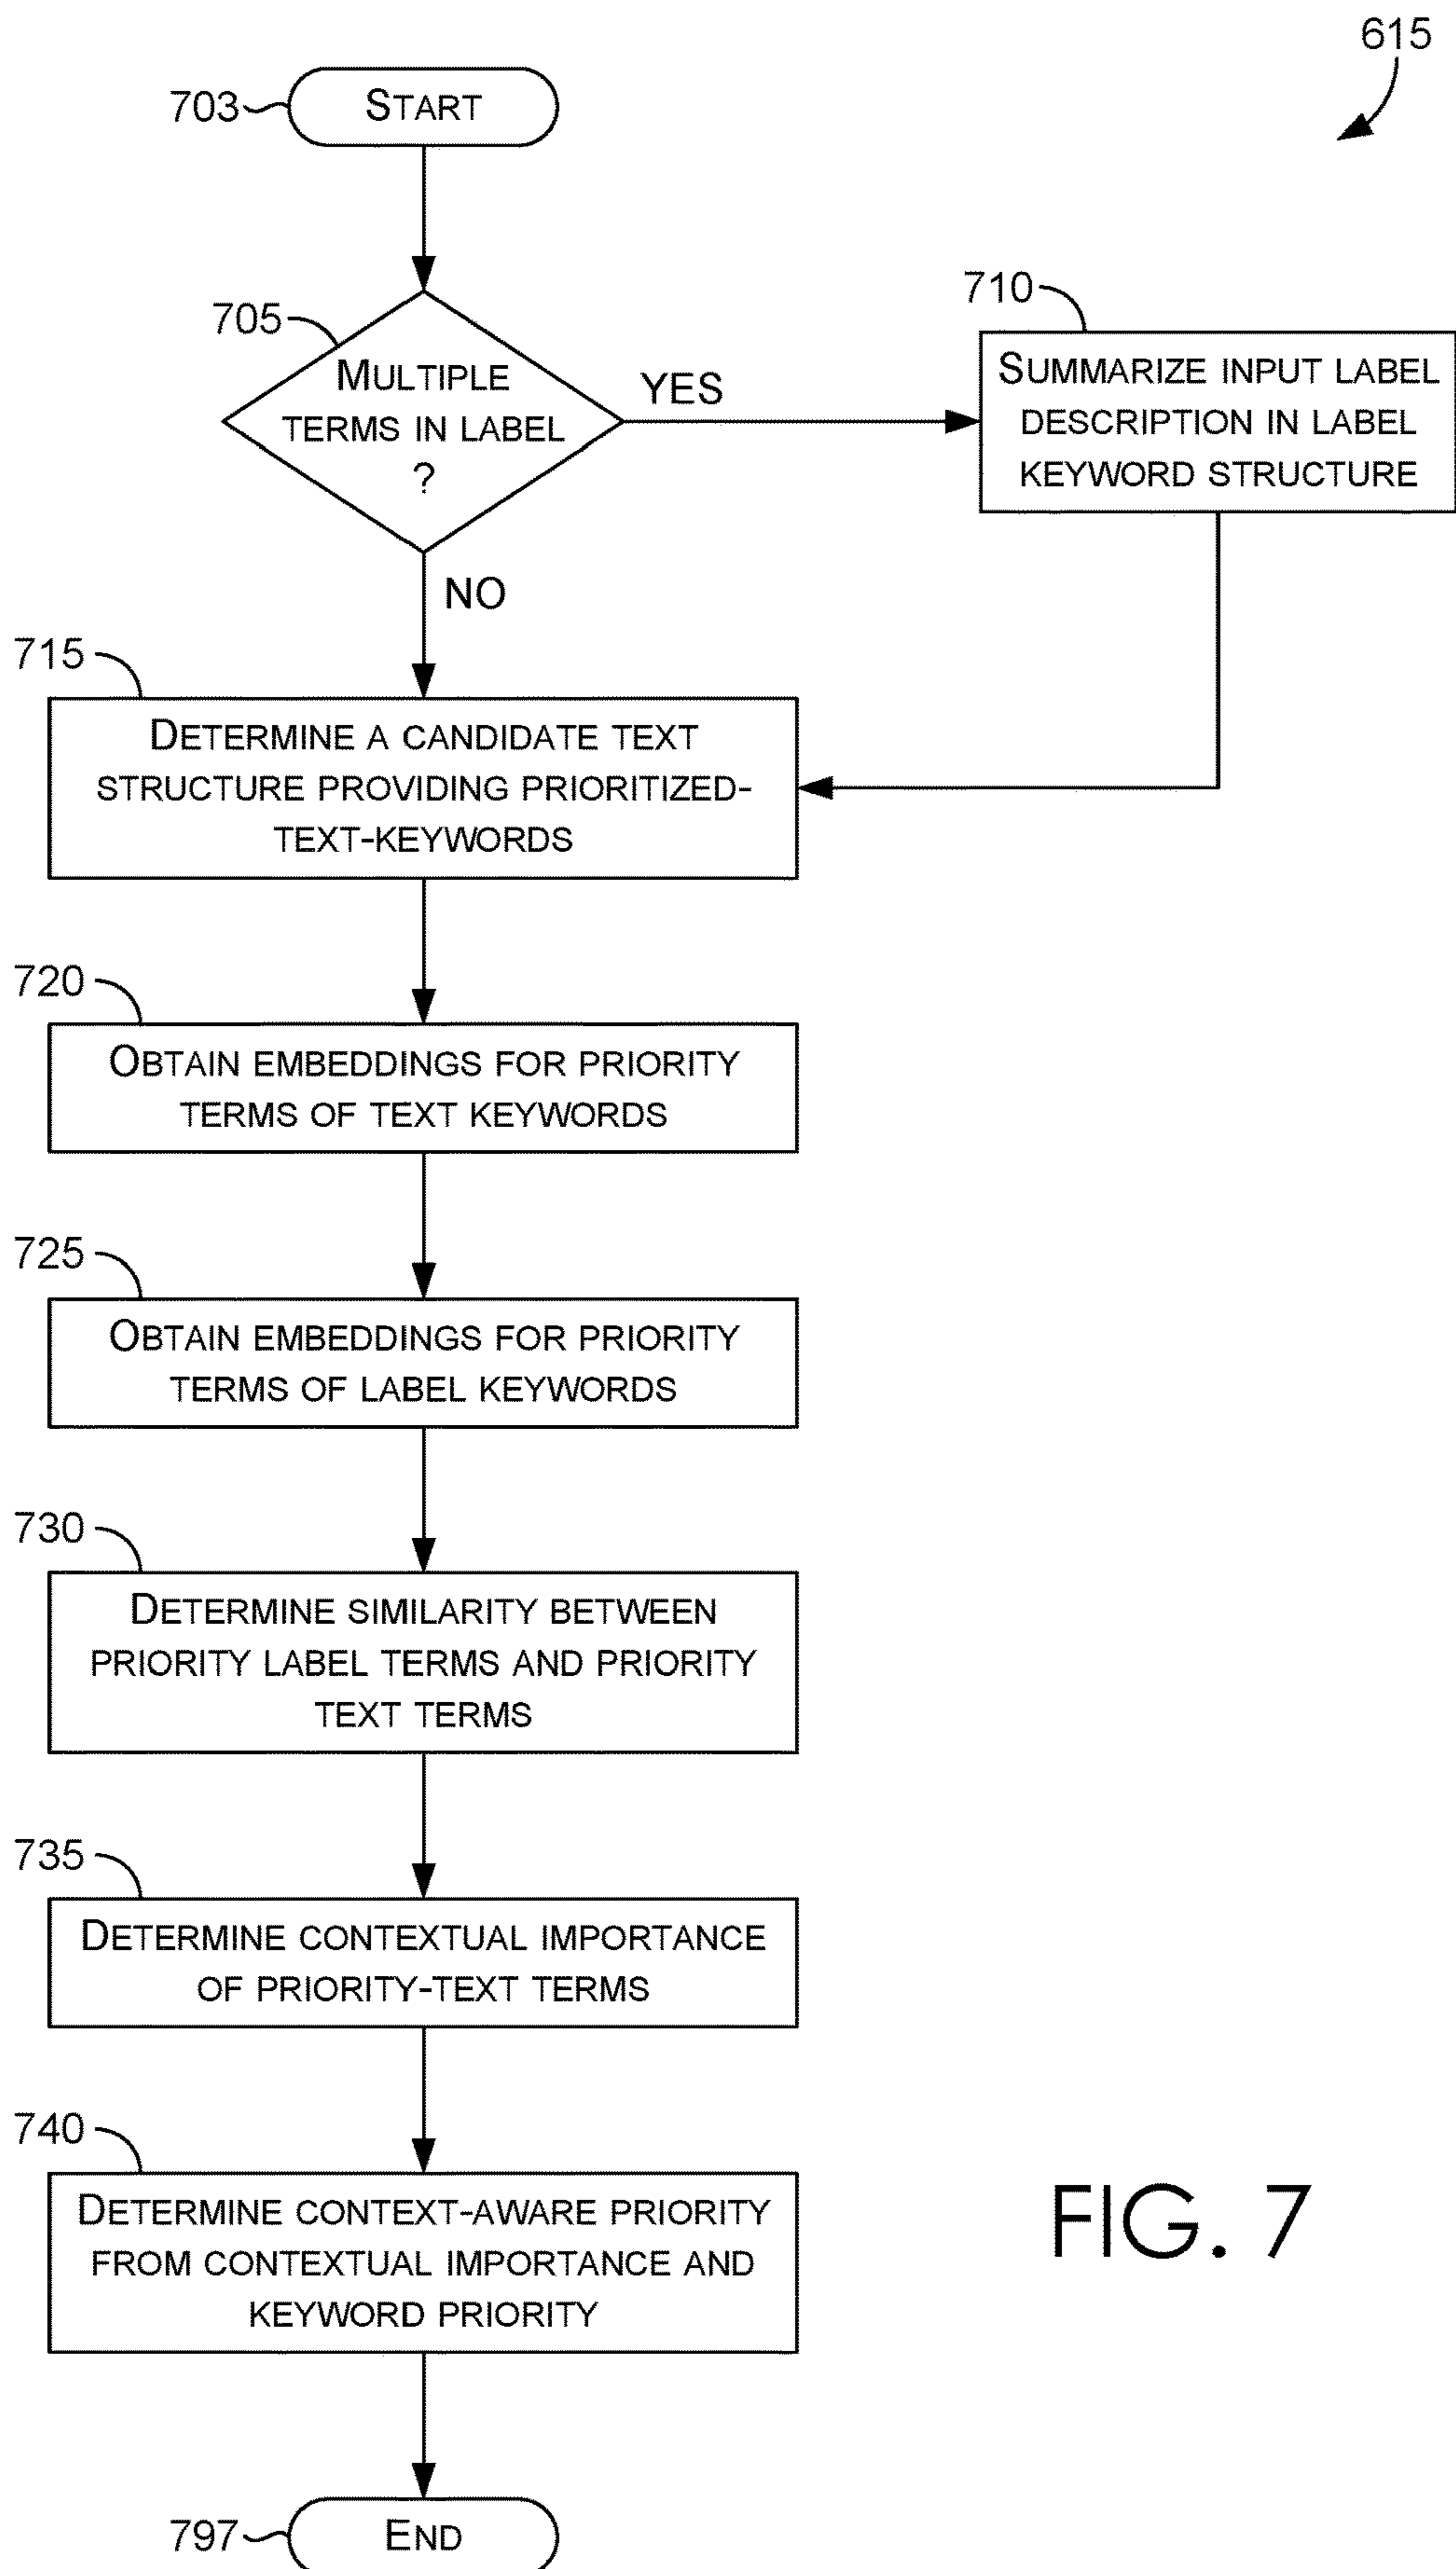 615
703
START
705
MULTIPLE
TERMS IN LABEL
?
YES
710
SUMMARIZE INPUT LABEL
DESCRIPTION IN LABEL
KEYWORD STRUCTURE
NO
715
DETERMINE A CANDIDATE TEXT
STRUCTURE PROVIDING PRIORITIZED-
TEXT-KEYWORDS
720
OBTAIN EMBEDDINGS FOR PRIORITY
TERMS OF TEXT KEYWORDS
725
OBTAIN EMBEDDINGS FOR PRIORITY
TERMS OF LABEL KEYWORDS
730
DETERMINE SIMILARITY BETWEEN
PRIORITY LABEL TERMS AND PRIORITY
TEXT TERMS
735
DETERMINE CONTEXTUAL IMPORTANCE
OF PRIORITY-TEXT TERMS
740
DETERMINE CONTEXT-AWARE PRIORITY
FROM CONTEXTUAL IMPORTANCE AND
KEYWORD PRIORITY
FIG. 7
797
END